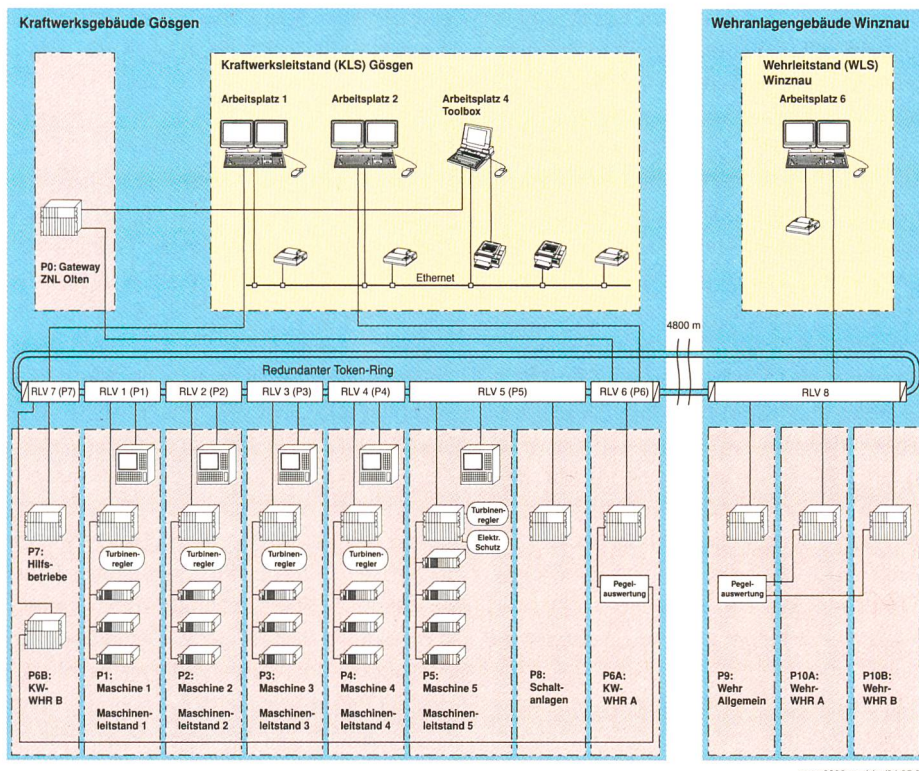 Kraftwerksgebäude Gösgen
Wehranlagengebäude Winznau
Kraftwerksleitstand (KLS) Gösgen
Arbeitsplatz 1
Arbeitsplatz 2
Arbeitsplatz 4
Toolbox
Wehrleitstand (WLS)
Winznau
Arbeitsplatz 6
P0: Gateway
ZNL Olten
Ethernet
4800 m
Redundanter Token-Ring
RLV 7 (P7)
RLV 1 (P1)
RLV 2 (P2)
RLV 3 (P3)
RLV 4 (P4)
RLV 5 (P5)
RLV 6 (P6)
RLV 8
P7:
Hilfs-
betriebe
Turbinen-
regler
Turbinen-
regler
Turbinen-
regler
Turbinen-
regler
Turbinen-
regler
Elektr.
Schutz
Pegel-
auswertung
Pegel-
auswertung
P6B:
KW-
WHR B
P1:
Maschine 1
Maschinen-
leitstand 1
P2:
Maschine 2
Maschinen-
leitstand 2
P3:
Maschine 3
Maschinen-
leitstand 3
P4:
Maschine 4
Maschinen-
leitstand 4
P5:
Maschine 5
Maschinen-
leitstand 5
P8:
Schalt-
anlagen
P6A:
KW-
WHR A
P9:
Wehr
Allgemein
P10A:
Wehr-
WHR A
P10B:
Wehr-
WHR B